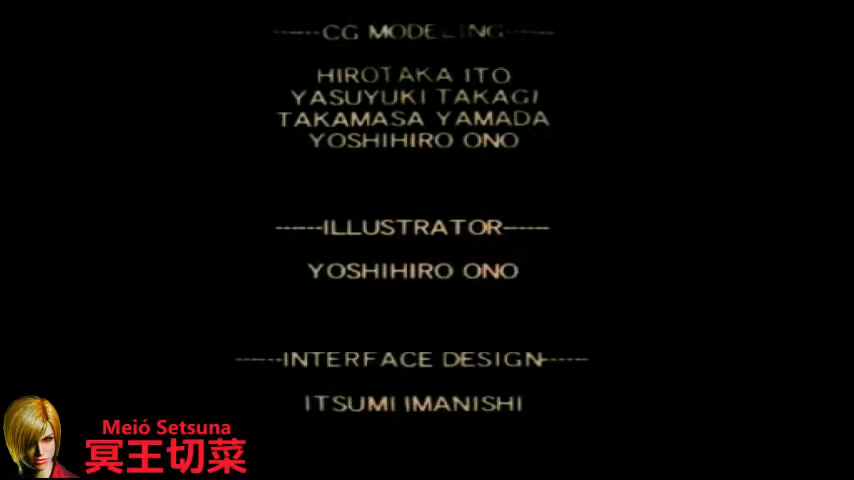 ------CG MODELING------
HIROTAKA ITO
YASUYUKI TAKAGI
TAKAMASA YAMADA
YOSHIHIRO ONO
------ILLUSTRATOR------
YOSHIHIRO ONO
------INTERFACE DESIGN------
ITSUMI IMANISHI
Meió Setsuna
冥王切菜